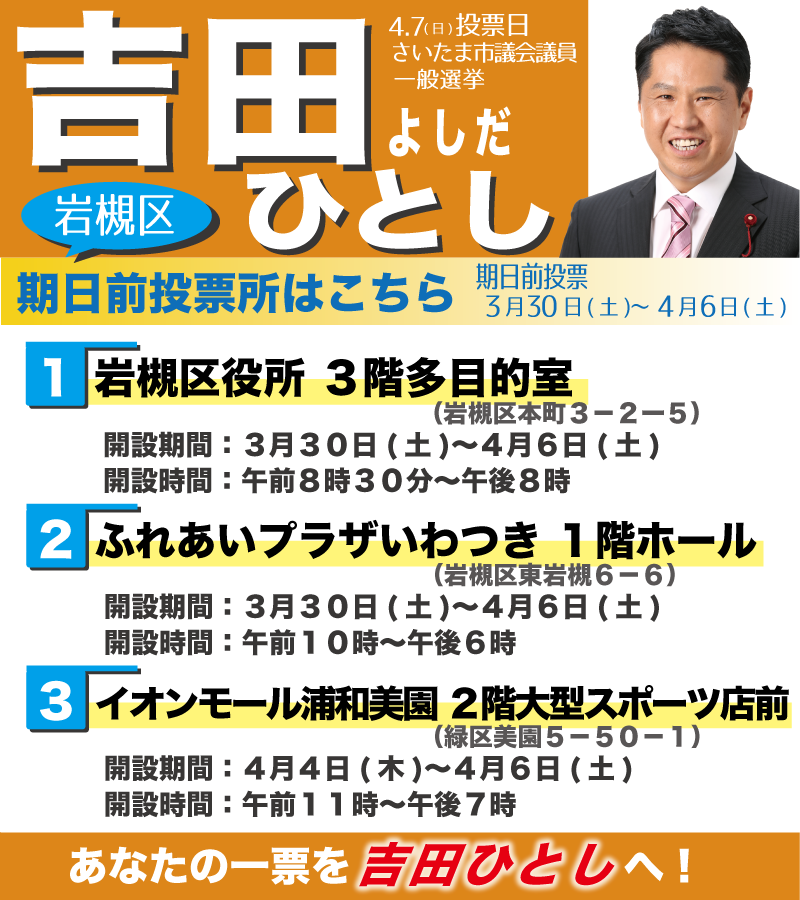 吉田
4.7(日)投票日
さいたま市議会議員
一般選挙
よしだ
ひとし
岩槻区
期日前投票所はこちら
期日前投票
3月30日(土)～4月6日(土)
1 岩槻区役所 3階多目的室
（岩槻区本町３－２－５）
開設期間：３月３０日(土)～４月６日(土)
開設時間：午前８時３０分～午後８時
2 ふれあいプラザいわつき １階ホール
（岩槻区東岩槻６－６）
開設期間：３月３０日(土)～４月６日(土)
開設時間：午前１０時～午後６時
3 イオンモール浦和美園 ２階大型スポーツ店前
（緑区美園５－５０－１）
開設期間：４月４日(木)～４月６日(土)
開設時間：午前１１時～午後７時
あなたの一票を 吉田ひとし へ！